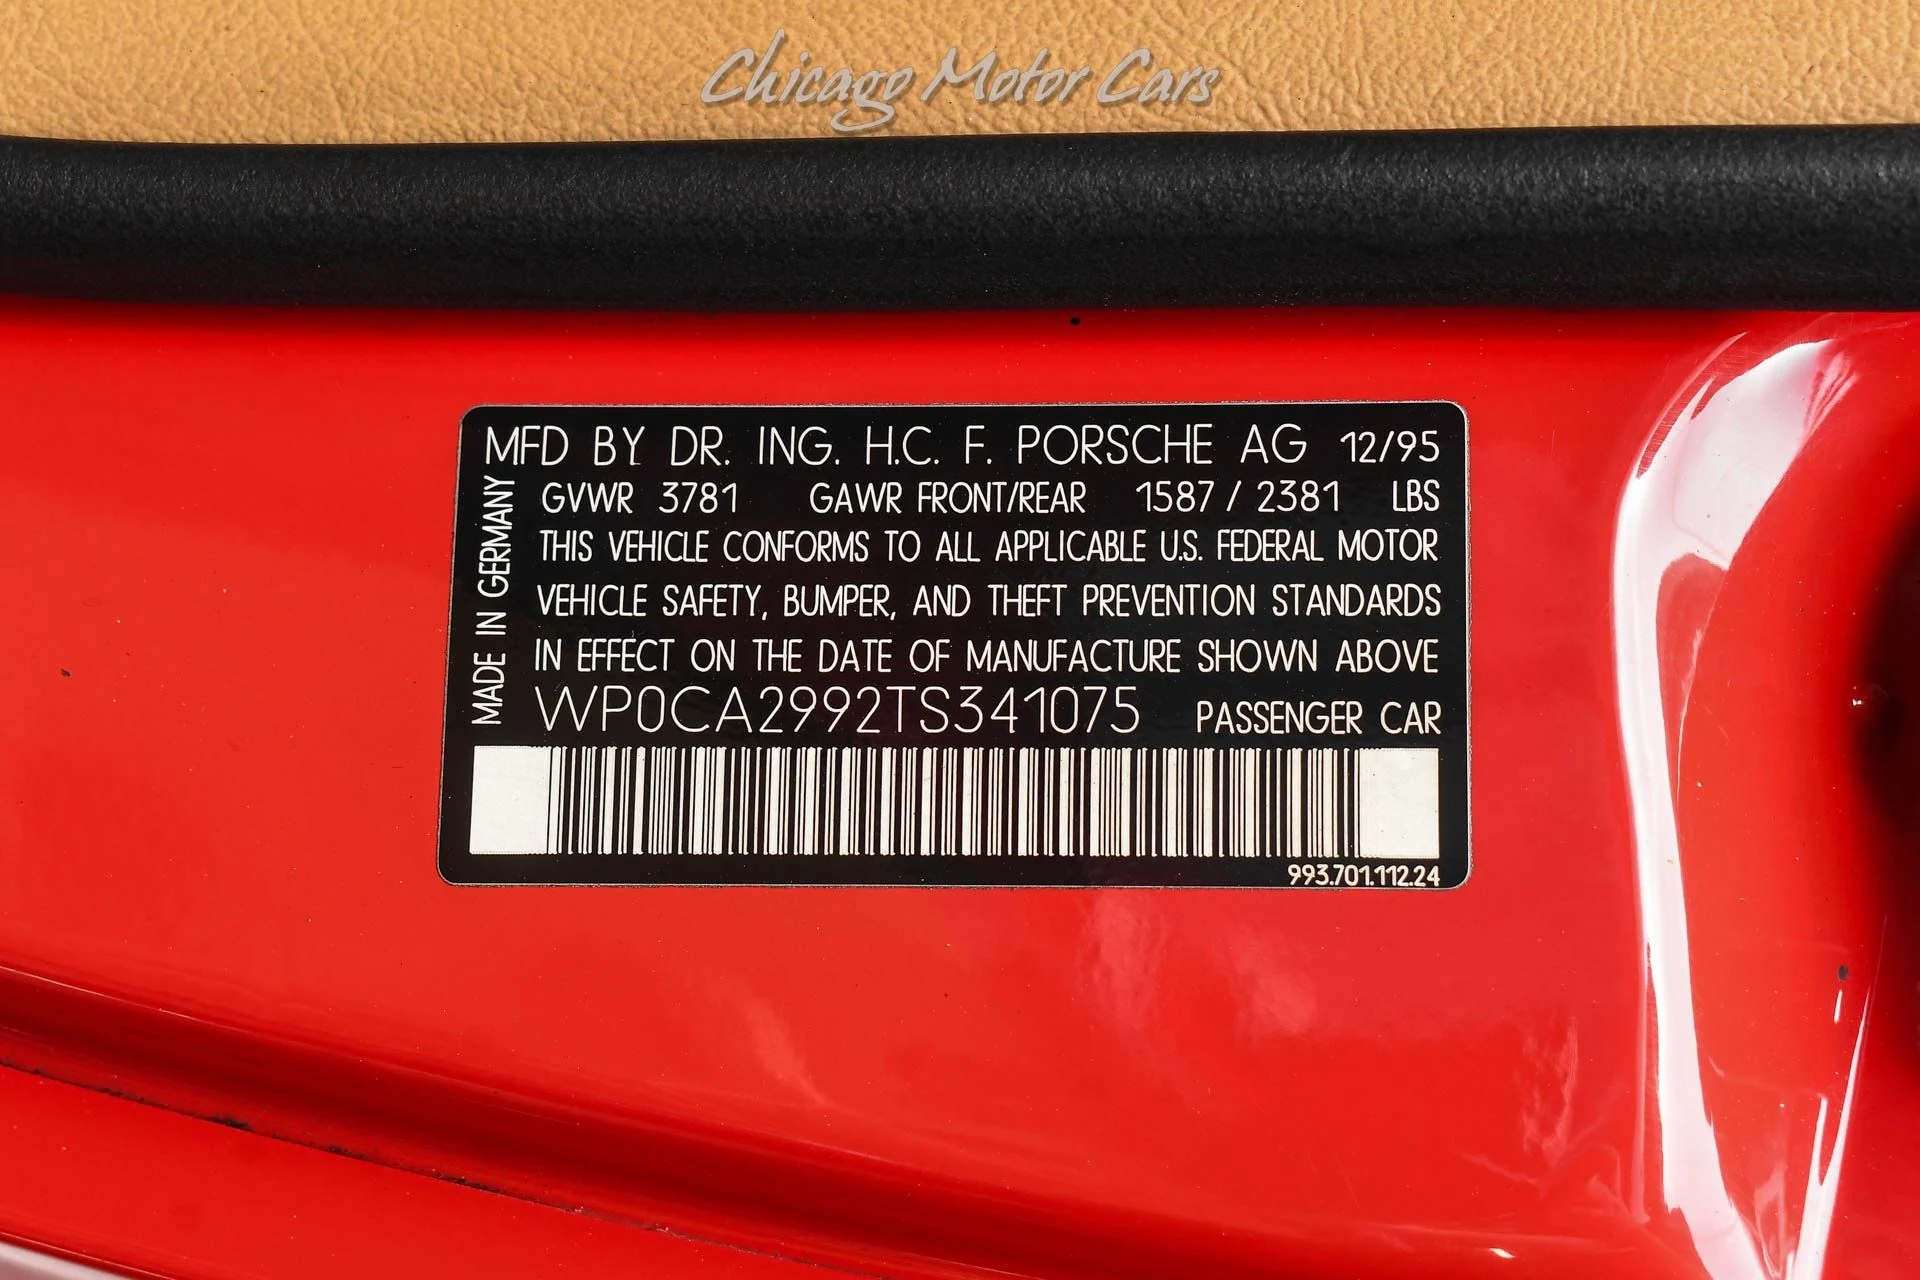 Chicago Motor Cars
MFD BY DR. ING. H.C. F. PORSCHE AG 12/95
GVWR 3781 GAWR FRONT/REAR 1587 / 2381 LBS
THIS VEHICLE CONFORMS TO ALL APPLICABLE U.S. FEDERAL MOTOR
VEHICLE SAFETY, BUMPER, AND THEFT PREVENTION STANDARDS
IN EFFECT ON THE DATE OF MANUFACTURE SHOWN ABOVE
WP0CA2992TS341075 PASSENGER CAR
MADE IN GERMANY
993.701.112.24